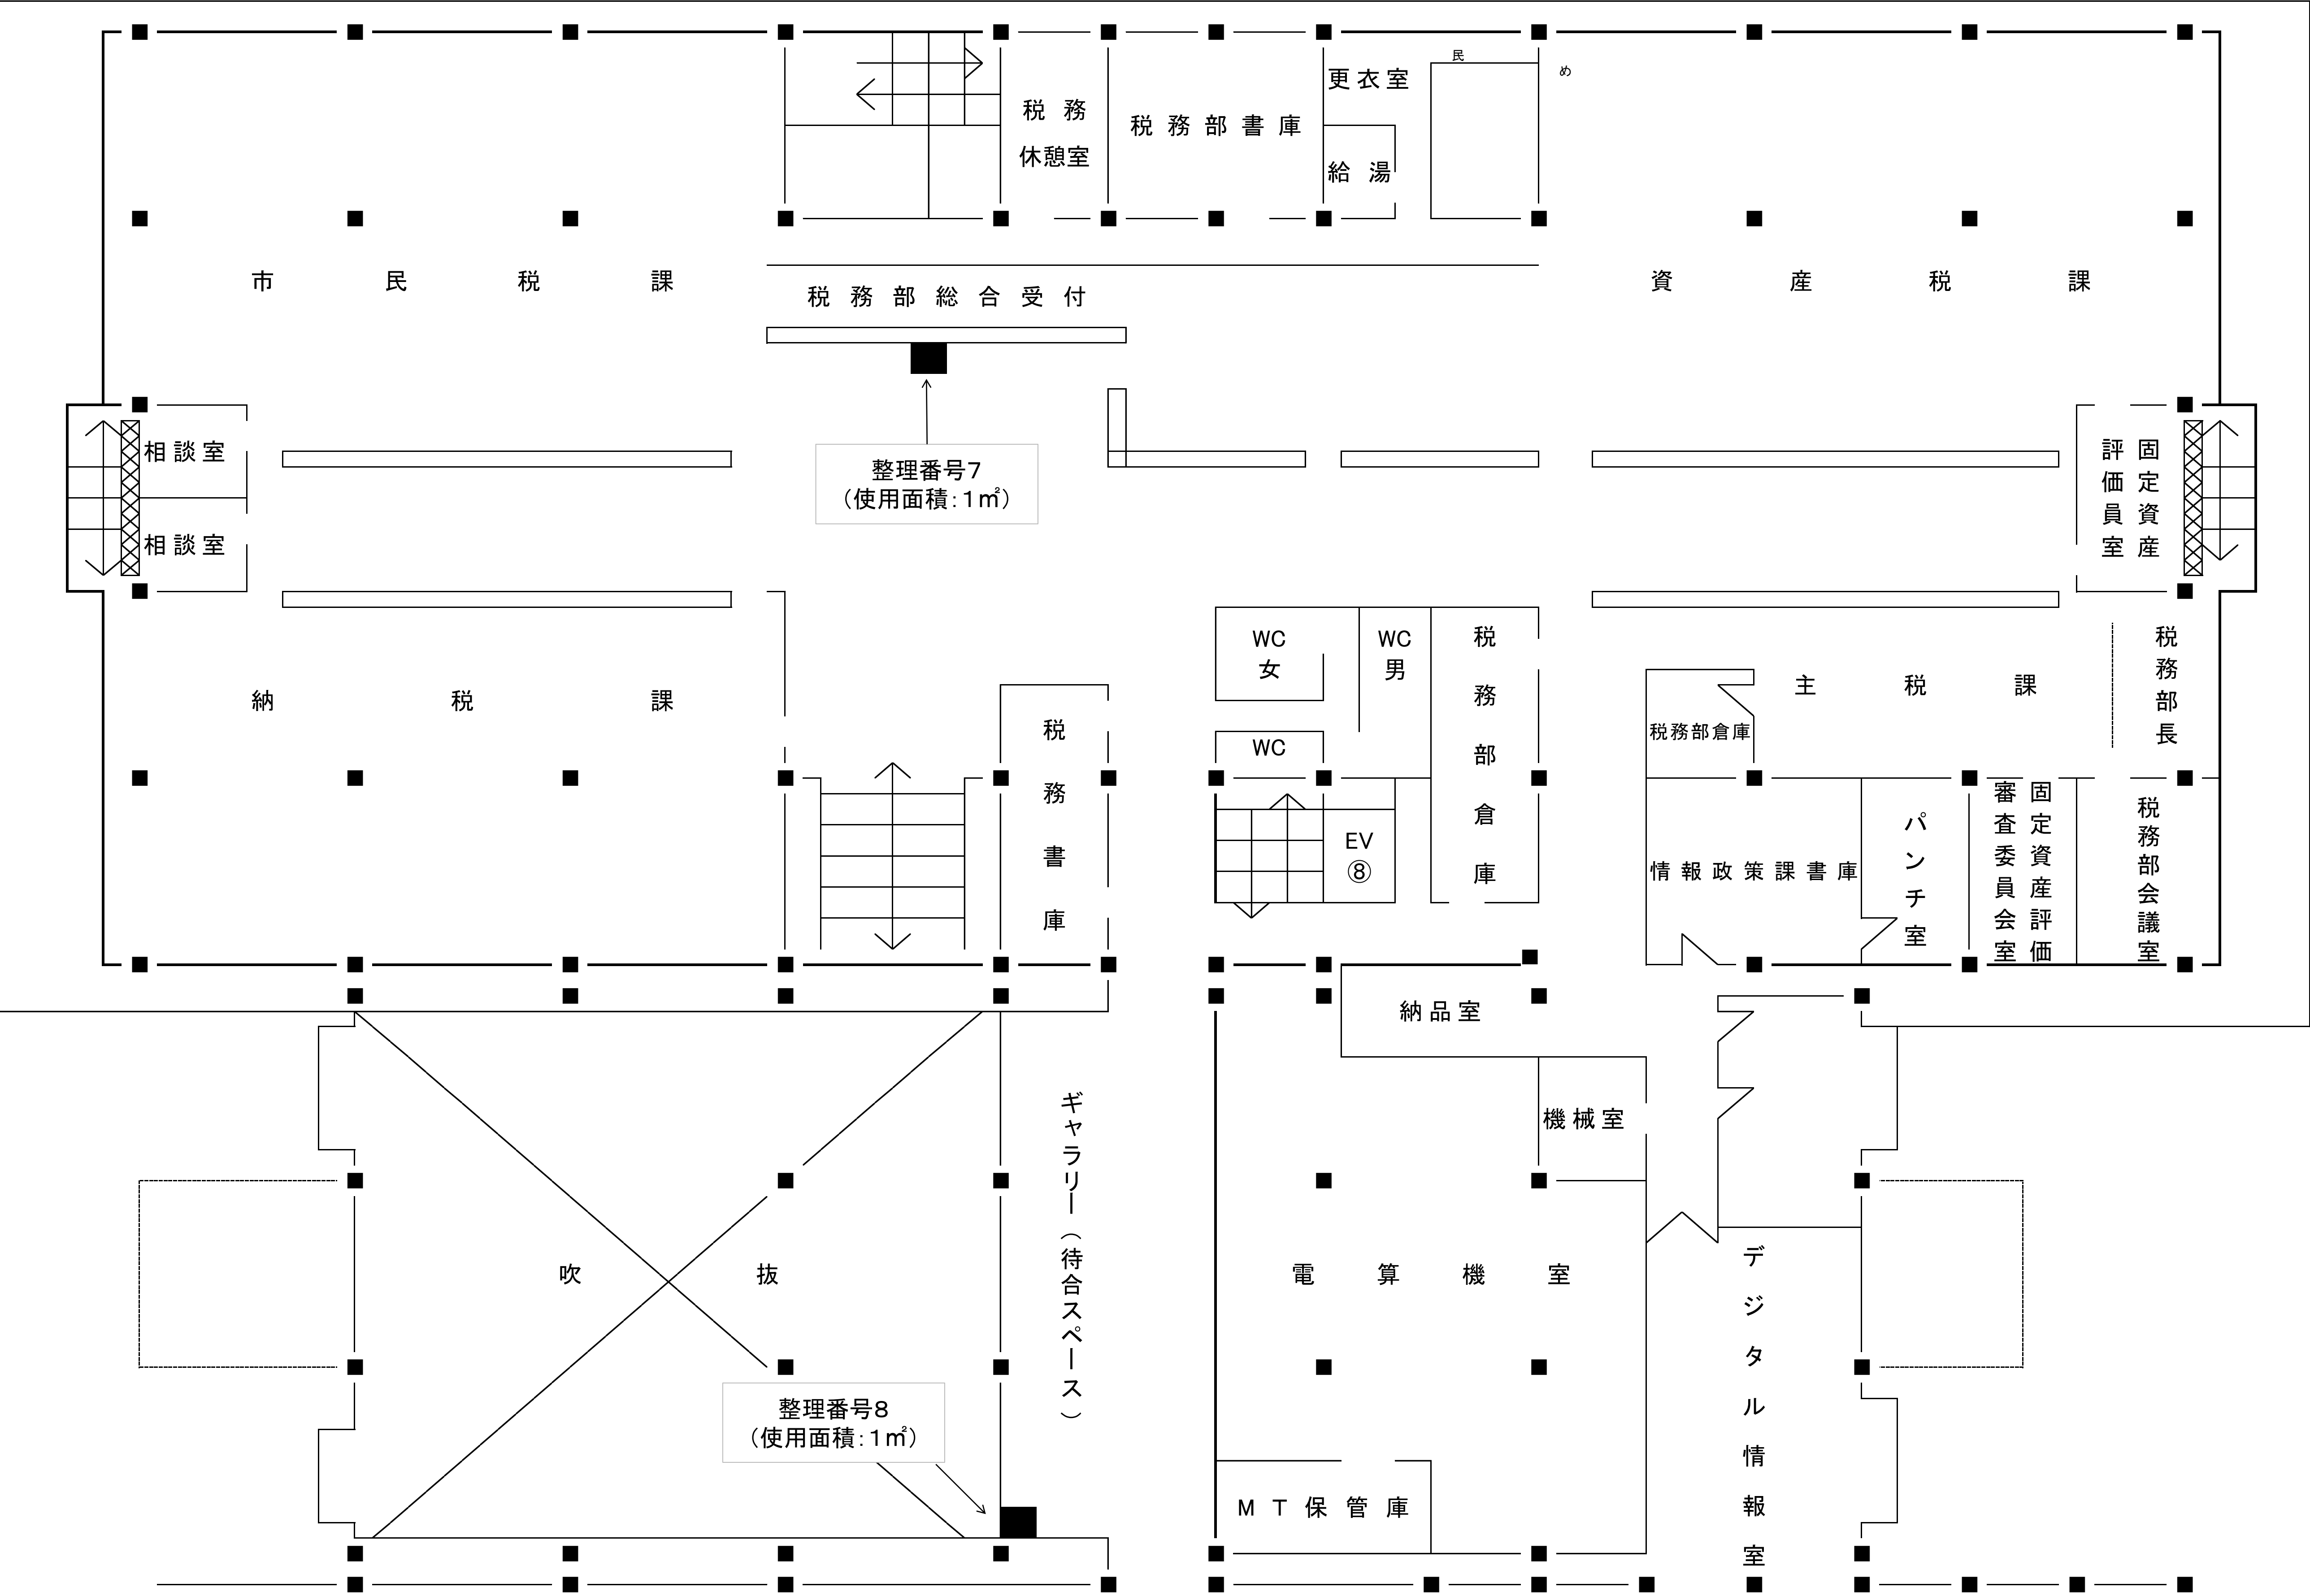 民
め
更衣室
税務
休憩室
税務部書庫
給湯
市民税課
税務部総合受付
資産税課
整理番号7
（使用面積：1㎡）
相談室
相談室
固定資産
評価員室
WC
女
WC
男
税務部倉庫
納税課
税務書庫
WC
EV
⑧
主税課
税務部長
税務部倉庫
情報政策課書庫
パンチ室
固定資産評価
審査委員会室
税務部会議室
納品室
機械室
ギャラリー（待合スペース）
吹抜
電算機室
デジタル情報室
整理番号8
（使用面積：1㎡）
MT保管庫